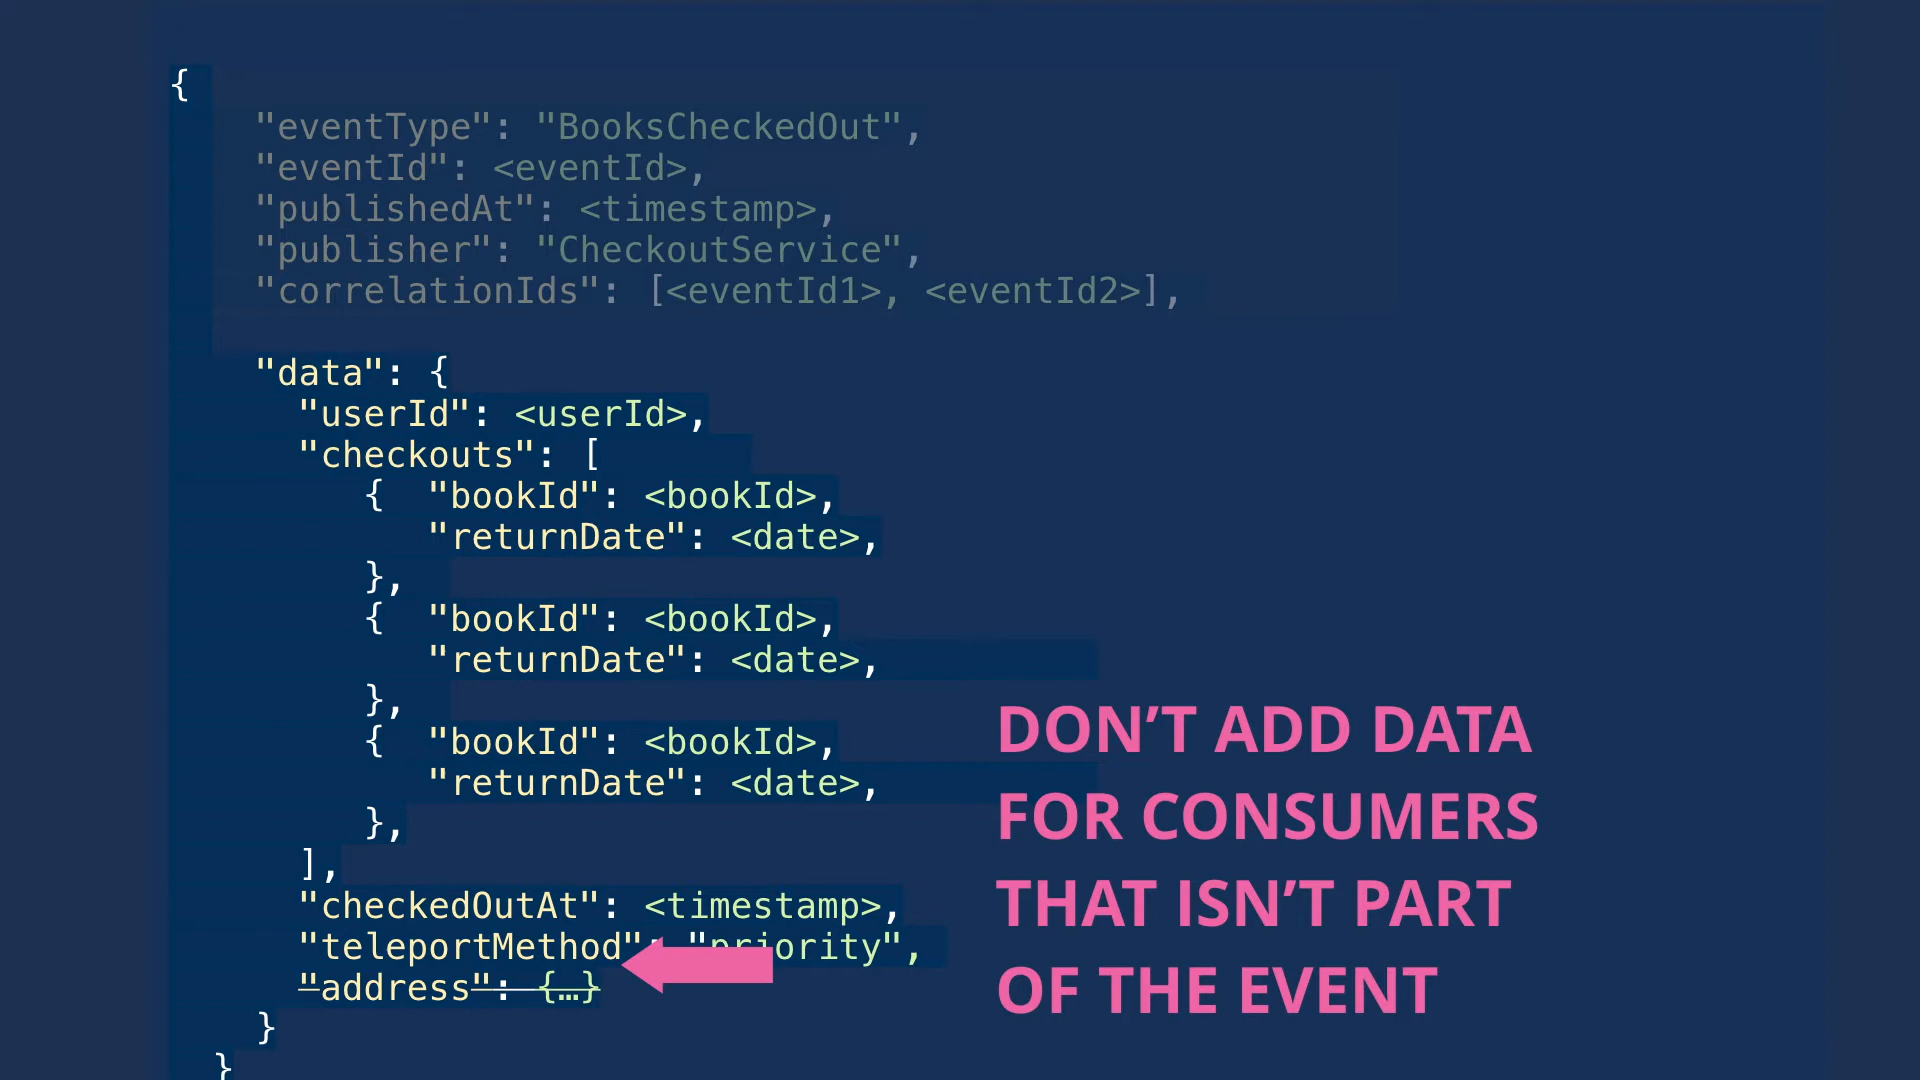 {
"eventType": "BooksCheckedOut",
"eventId": <eventId>,
"publishedAt": <timestamp>,
"publisher": "CheckoutService",
"correlationIds": [<eventId1>, <eventId2>],
"data": {
"userId": <userId>,
"checkouts": [
{ "bookId": <bookId>,
"returnDate": <date>,
},
{ "bookId": <bookId>,
"returnDate": <date>,
},
{ "bookId": <bookId>,
"returnDate": <date>,
},
],
"checkedOutAt": <timestamp>,
"teleportMethod": "priority",
"address": {…}
}
}
DON’T ADD DATA
FOR CONSUMERS
THAT ISN’T PART
OF THE EVENT